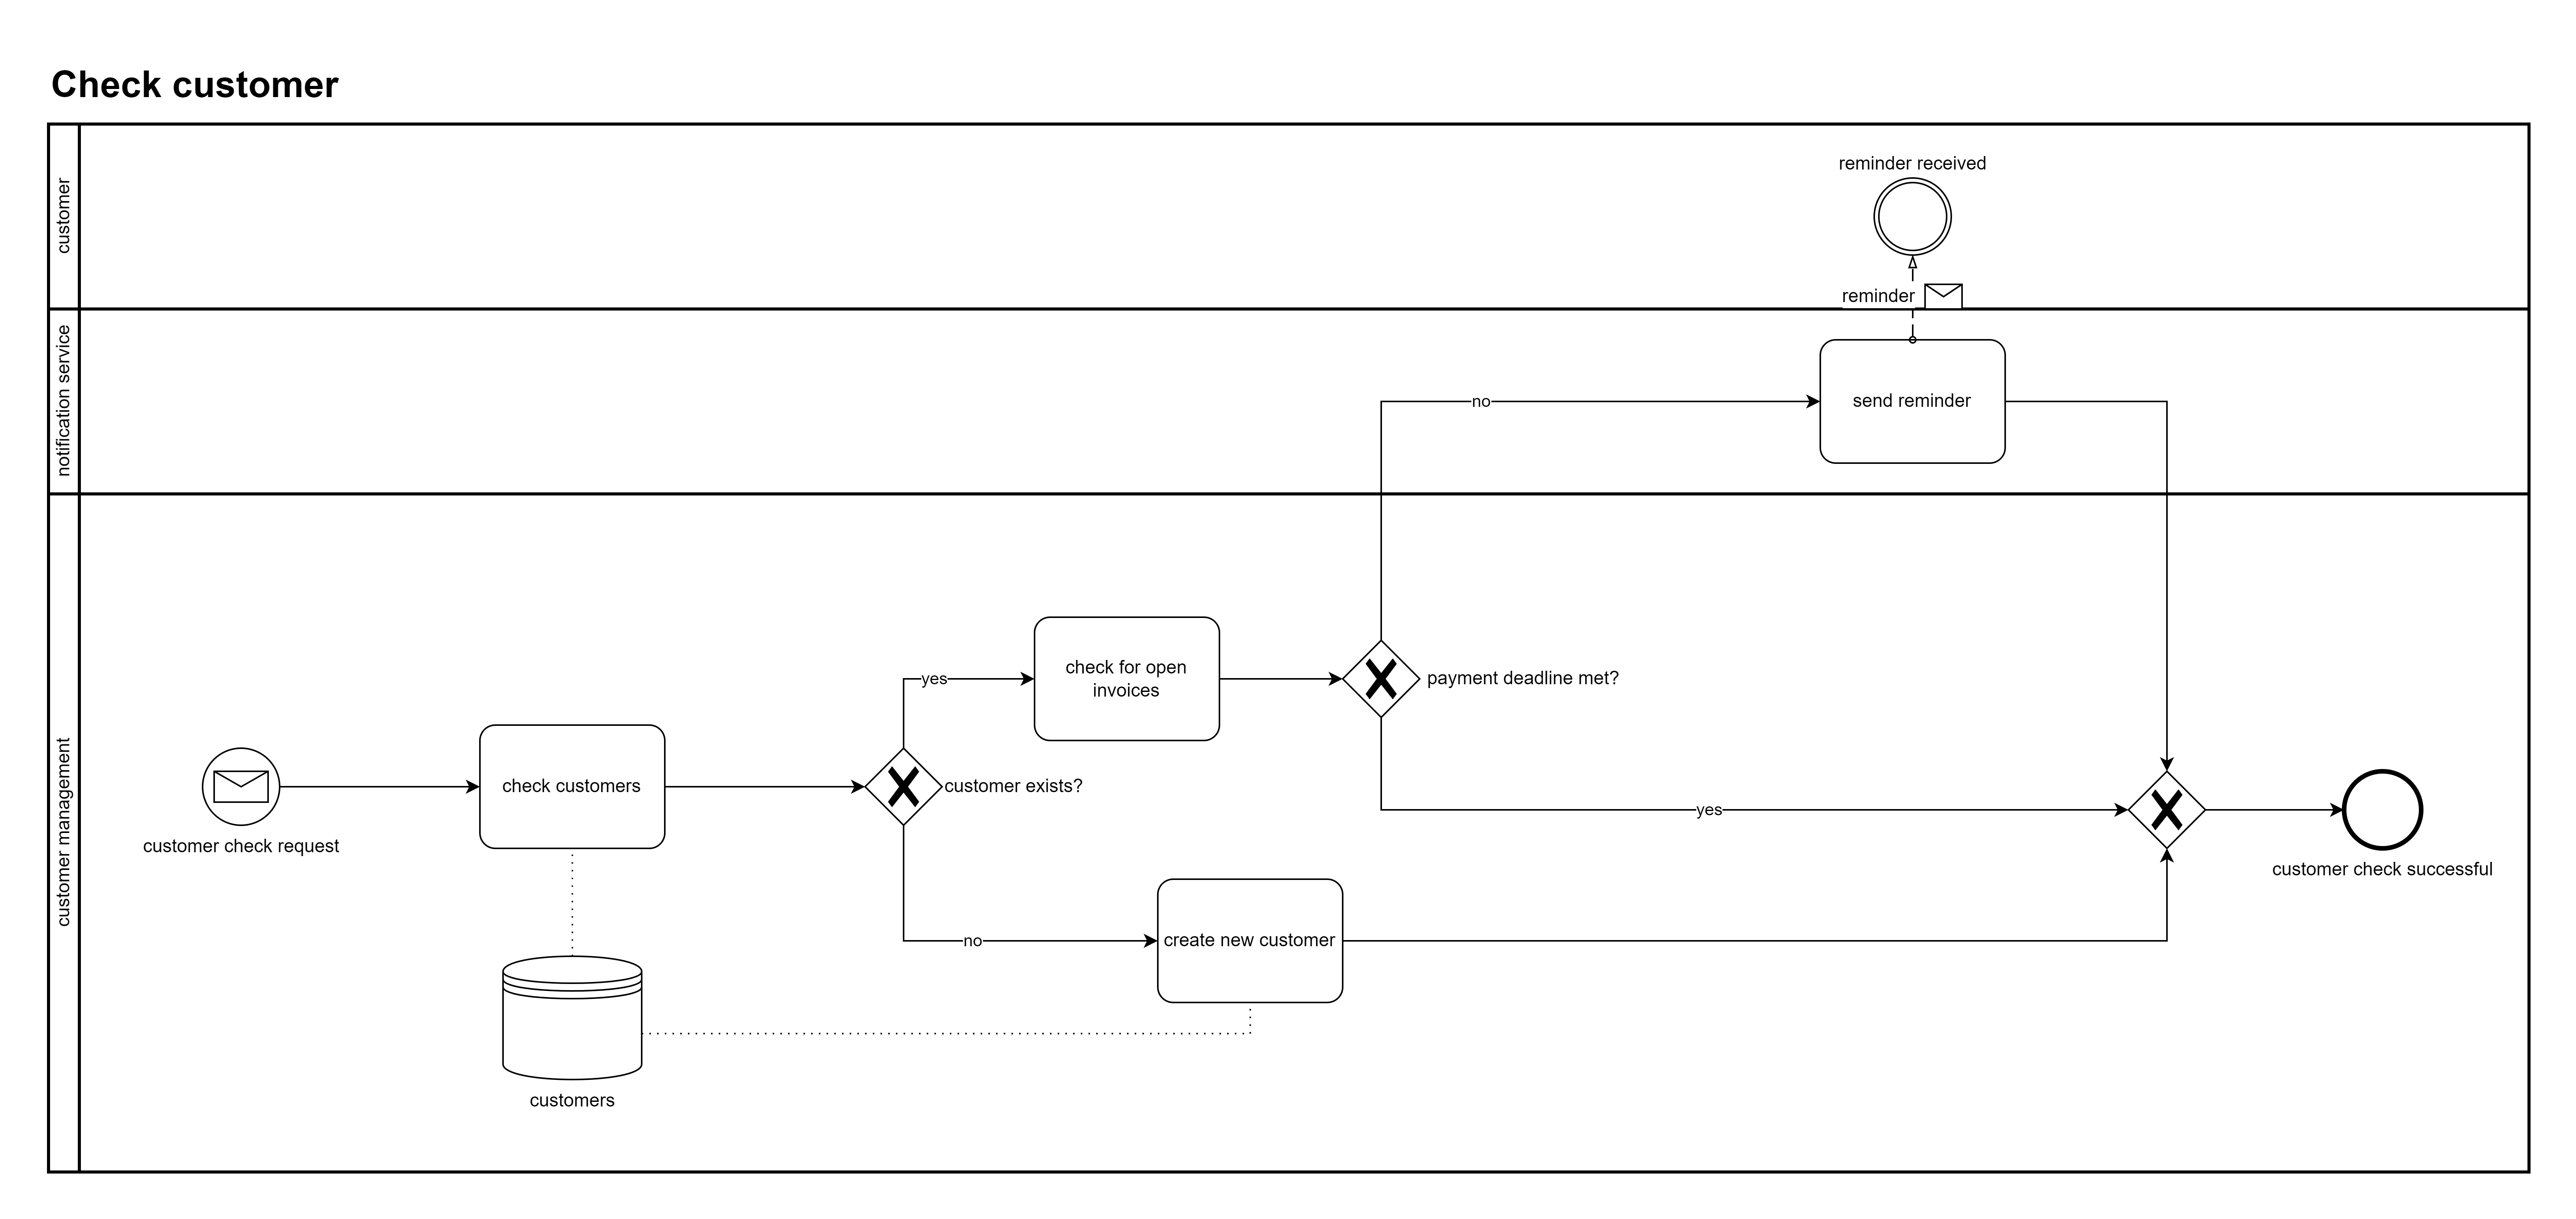 Check customer
customer
reminder received
reminder
notification service
no
send reminder
customer management
yes
check for open
invoices
payment deadline met?
customer check request
check customers
customer exists?
yes
customer check successful
no
create new customer
customers